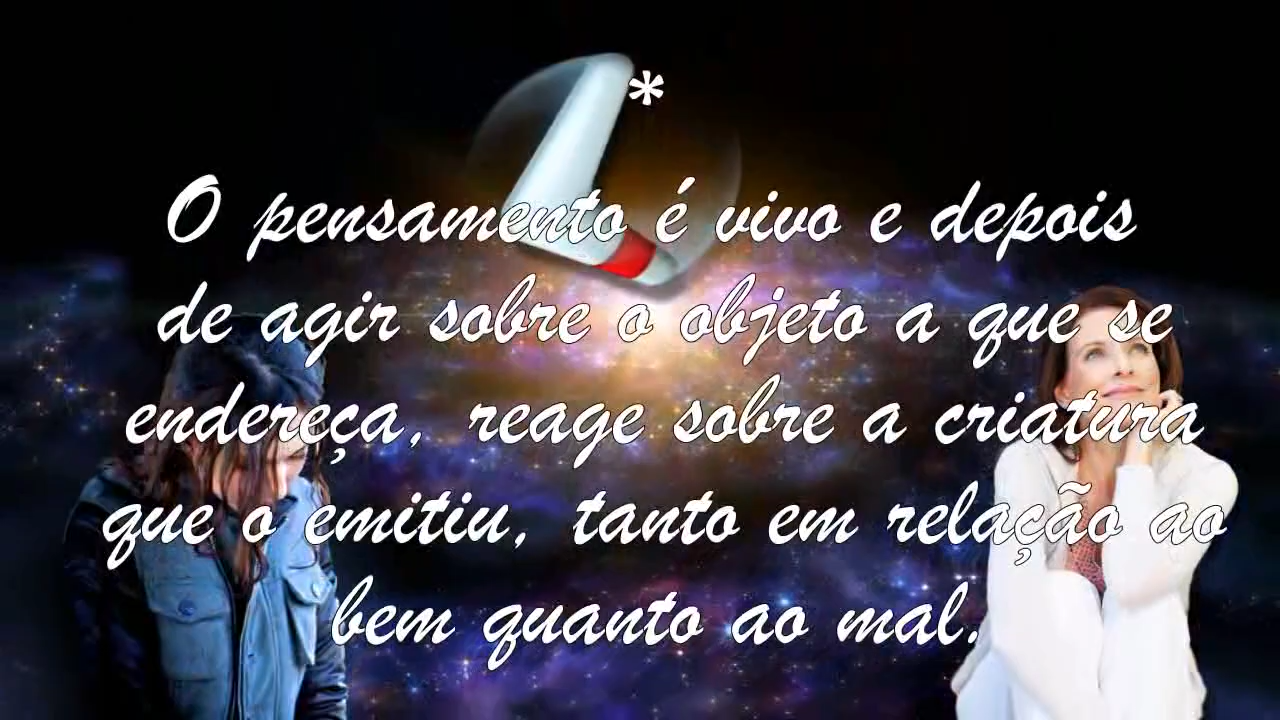 *
O pensamento é vivo e depois
de agir sobre o objeto a que se
endereça, reage sobre a criatura
que o emitiu, tanto em relação ao
bem quanto ao mal.